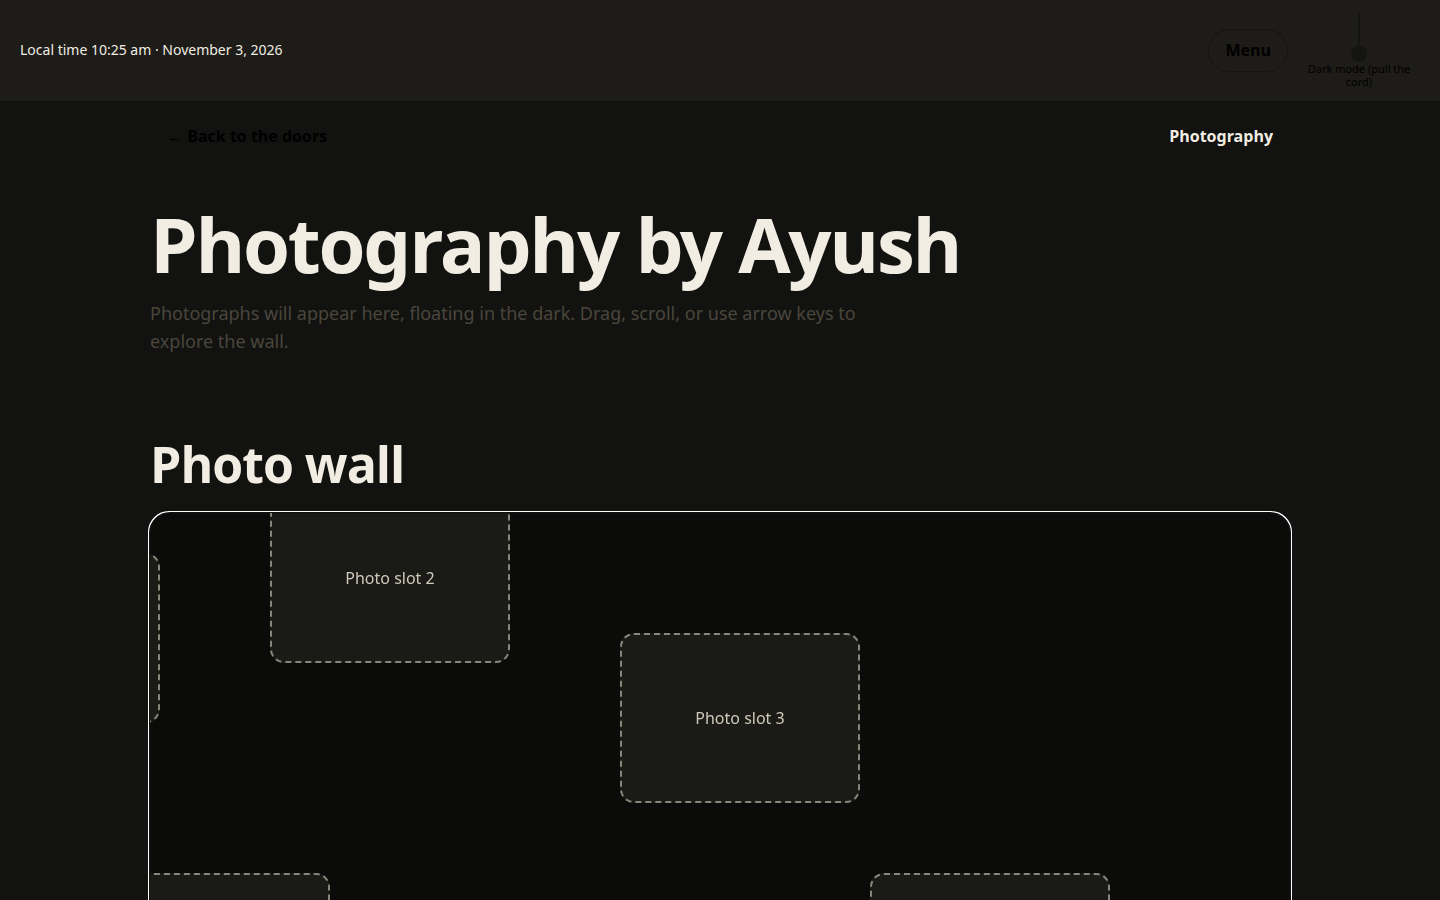 Local time 10:25 am · November 3, 2026
Menu
Dark mode (pull the
cord)
← Back to the doors
Photography
Photography by Ayush
Photographs will appear here, floating in the dark. Drag, scroll, or use arrow keys to
explore the wall.
Photo wall
Photo slot 2
Photo slot 3